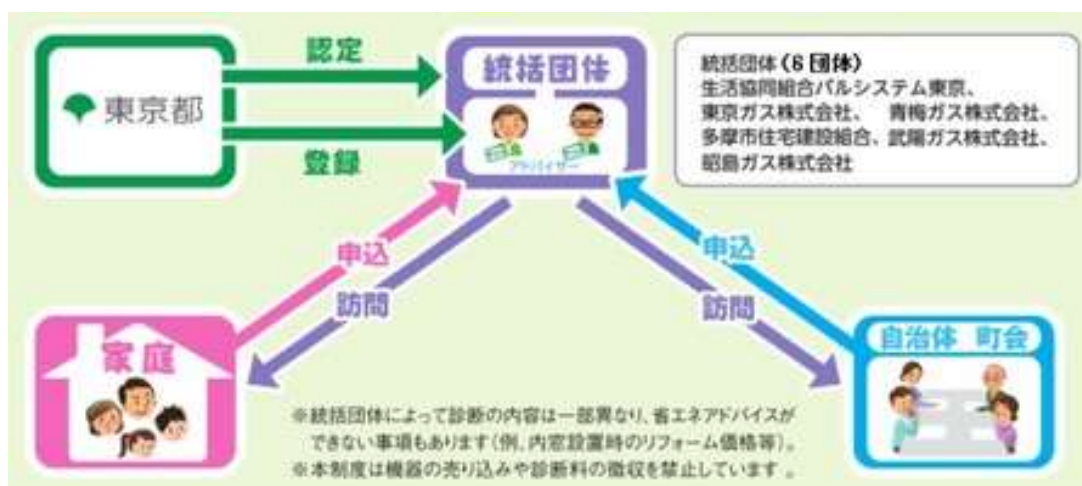 認定
東京都
登録
統括団体
アドバイザー
統括団体(6団体)
生活協同組合パルシステム東京、
東京ガス株式会社、 青梅ガス株式会社、
多摩市住宅建設組合、武陽ガス株式会社、
昭島ガス株式会社
申込
訪問
申込
訪問
家庭
自治体 町会
※統括団体によって診断の内容は一部異なり、省エネアドバイスが
できない事項もあります(例、内窓設置時のリフォーム価格等)。
※本制度は機器の売り込みや診断料の徴収を禁止しています 。